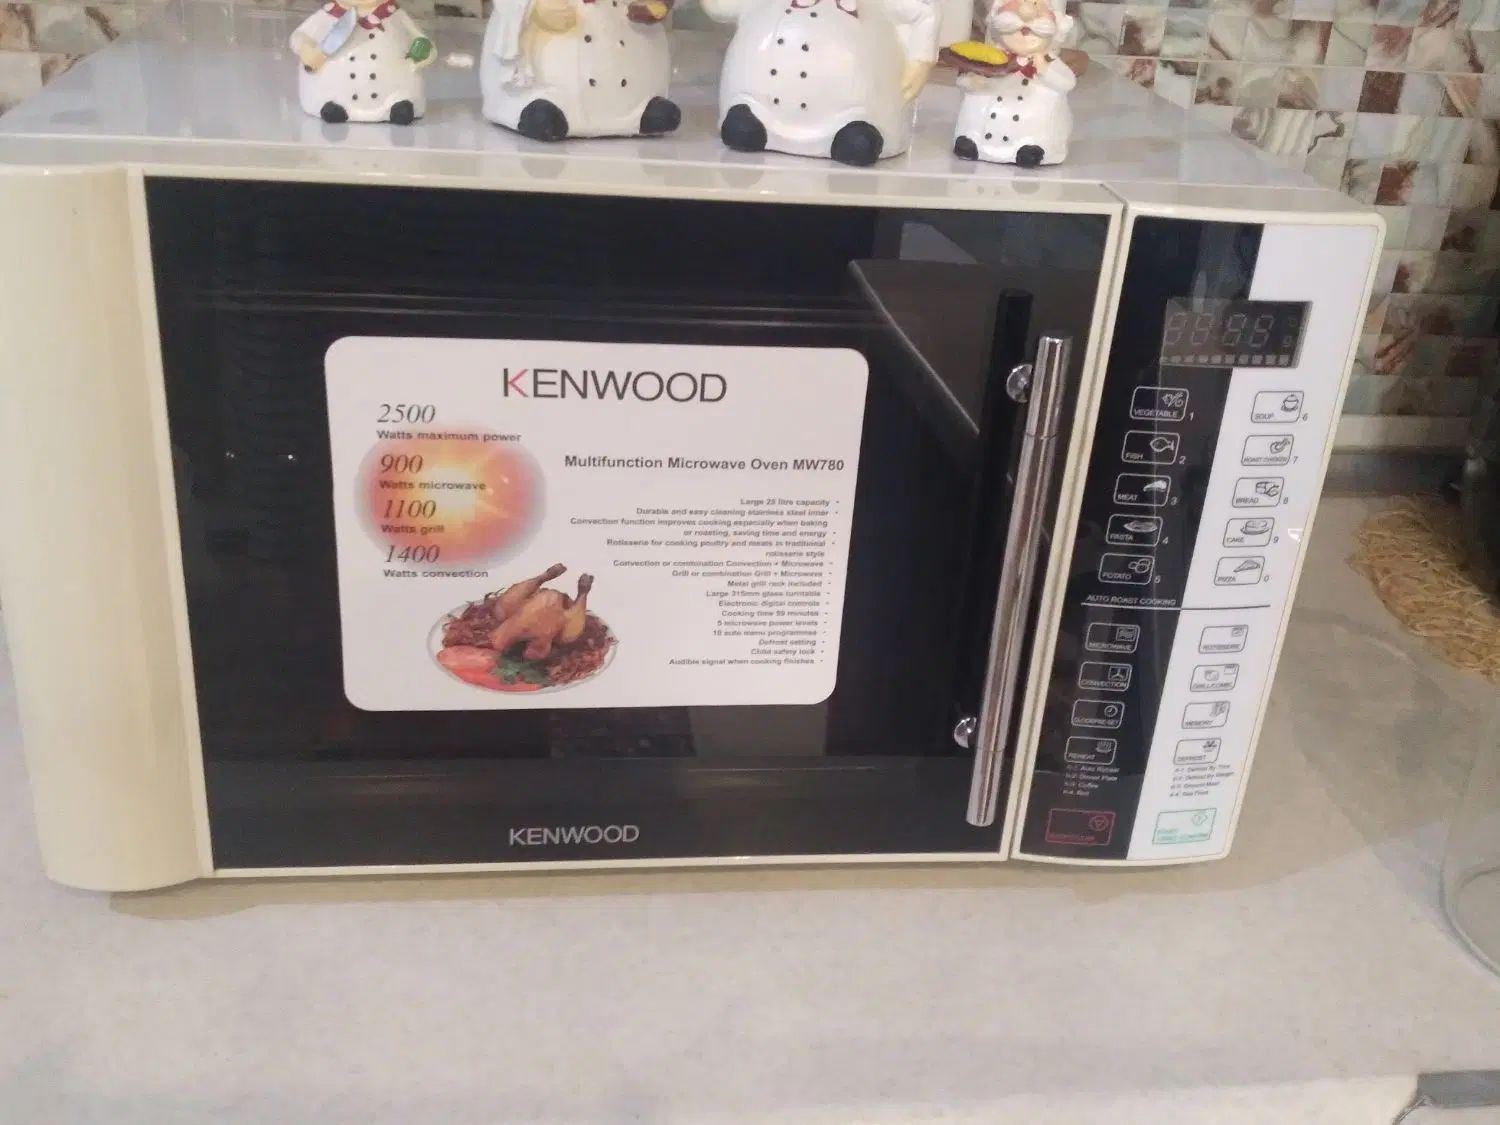 KENWOOD
2500
Watts maximum power
900
Watts microwave
1100
Watts grill
1400
Watts convection
Multifunction Microwave Oven MW780
Large 25 litre capacity •
Durable and easy cleaning stainless steel inner •
Convection function improves cooking especially when baking
or roasting, saving time and energy •
Rotisserie for cooking poultry and meats in traditional •
rotisserie style
Convection or combination Convection + Microwave •
Grill or combination Grill + Microwave •
Metal grill rack included •
Large 315mm glass turntable •
Electronic digital controls •
Cooking time 99 minutes •
5 microwave power levels •
10 auto menu programmes •
Defrost setting •
Child safety lock •
Audible signal when cooking finishes •
KENWOOD
VEGETABLE 1
SOUP 6
FISH 2
ROAST CHICKEN 7
MEAT 3
BREAD 8
PASTA 4
CAKE 9
POTATO 5
PIZZA 0
AUTO ROAST COOKING
MICROWAVE
ROTISSERIE
CONVECTION
GRILL/COMBI
CLOCK/PRE-SET
MEMORY
REHEAT
DEFROST